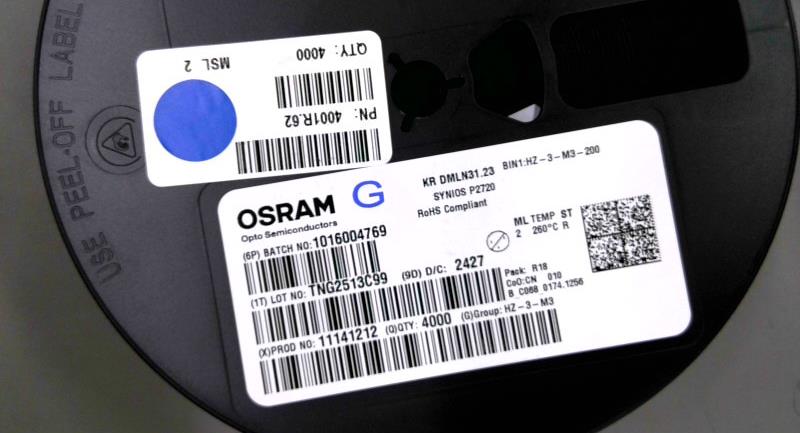 USE PEEL-OFF LABEL
QTY: 4000
MSL 2
PN: 4001R.62
OSRAM G
Opto Semiconductors
KR DMLN31.23 BIN1:HZ-3-M3-200
SYNIOS P2720
RoHS Compliant
ML TEMP ST
2 260°C R
(6P) BATCH NO: 1016004769
(1T) LOT NO: TNG2513C99 (9D) D/C: 2427
Pack: R18
CoO:CN 010
B_C068 0174.1256
(X)PROD NO: 11141212 (Q)QTY: 4000 (G)Group: HZ-3-M3